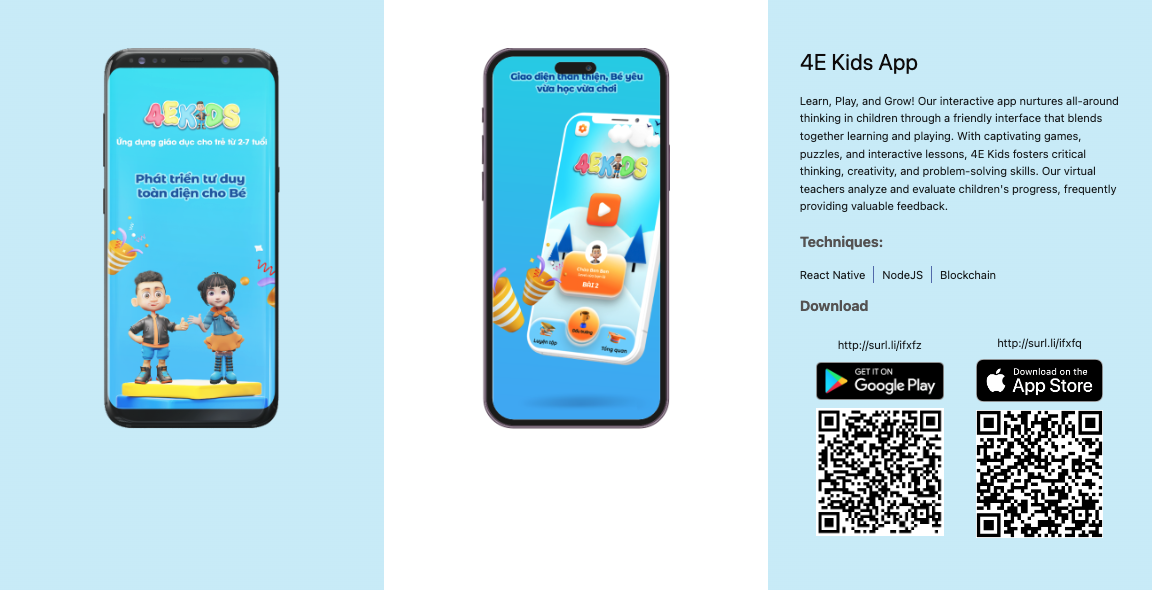 4EKiDS
Ứng dụng giáo dục cho trẻ từ 2-7 tuổi
Phát triển tư duy
toàn diện cho Bé
Giao diện thân thiện, Bé yêu
vừa học vừa chơi
4EKiDS
BÀI 2
Luyện tập
Tổng quan
4E Kids App
Learn, Play, and Grow! Our interactive app nurtures all-around
thinking in children through a friendly interface that blends
together learning and playing. With captivating games,
puzzles, and interactive lessons, 4E Kids fosters critical
thinking, creativity, and problem-solving skills. Our virtual
teachers analyze and evaluate children's progress, frequently
providing valuable feedback.
Techniques:
React Native | NodeJS | Blockchain
Download
http://surl.li/ifxfz
GET IT ON
Google Play
http://surl.li/ifxfq
Download on the
App Store